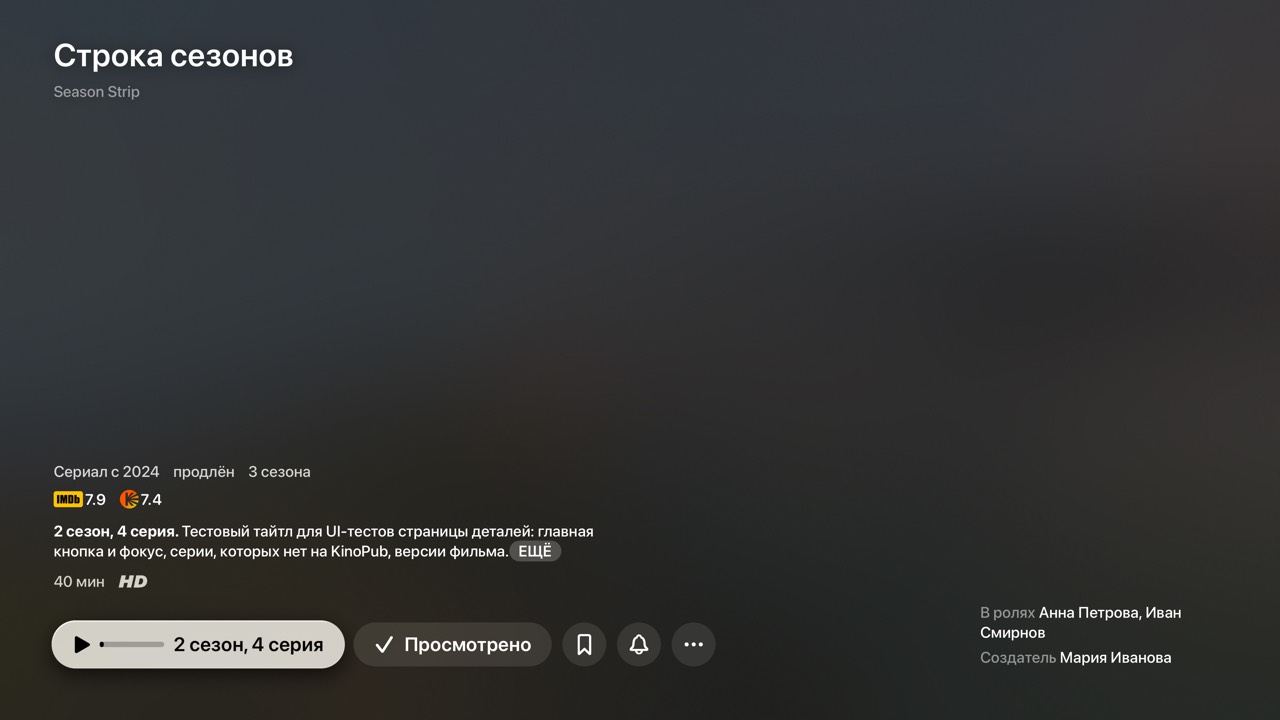 Строка сезонов
Season Strip
Сериал с 2024 продлён 3 сезона
IMDb 7.9 7.4
2 сезон, 4 серия. Тестовый тайтл для UI-тестов страницы деталей: главная
кнопка и фокус, серии, которых нет на KinoPub, версии фильма. ЕЩЁ
40 мин HD
2 сезон, 4 серия Просмотрено
В ролях Анна Петрова, Иван
Смирнов
Создатель Мария Иванова